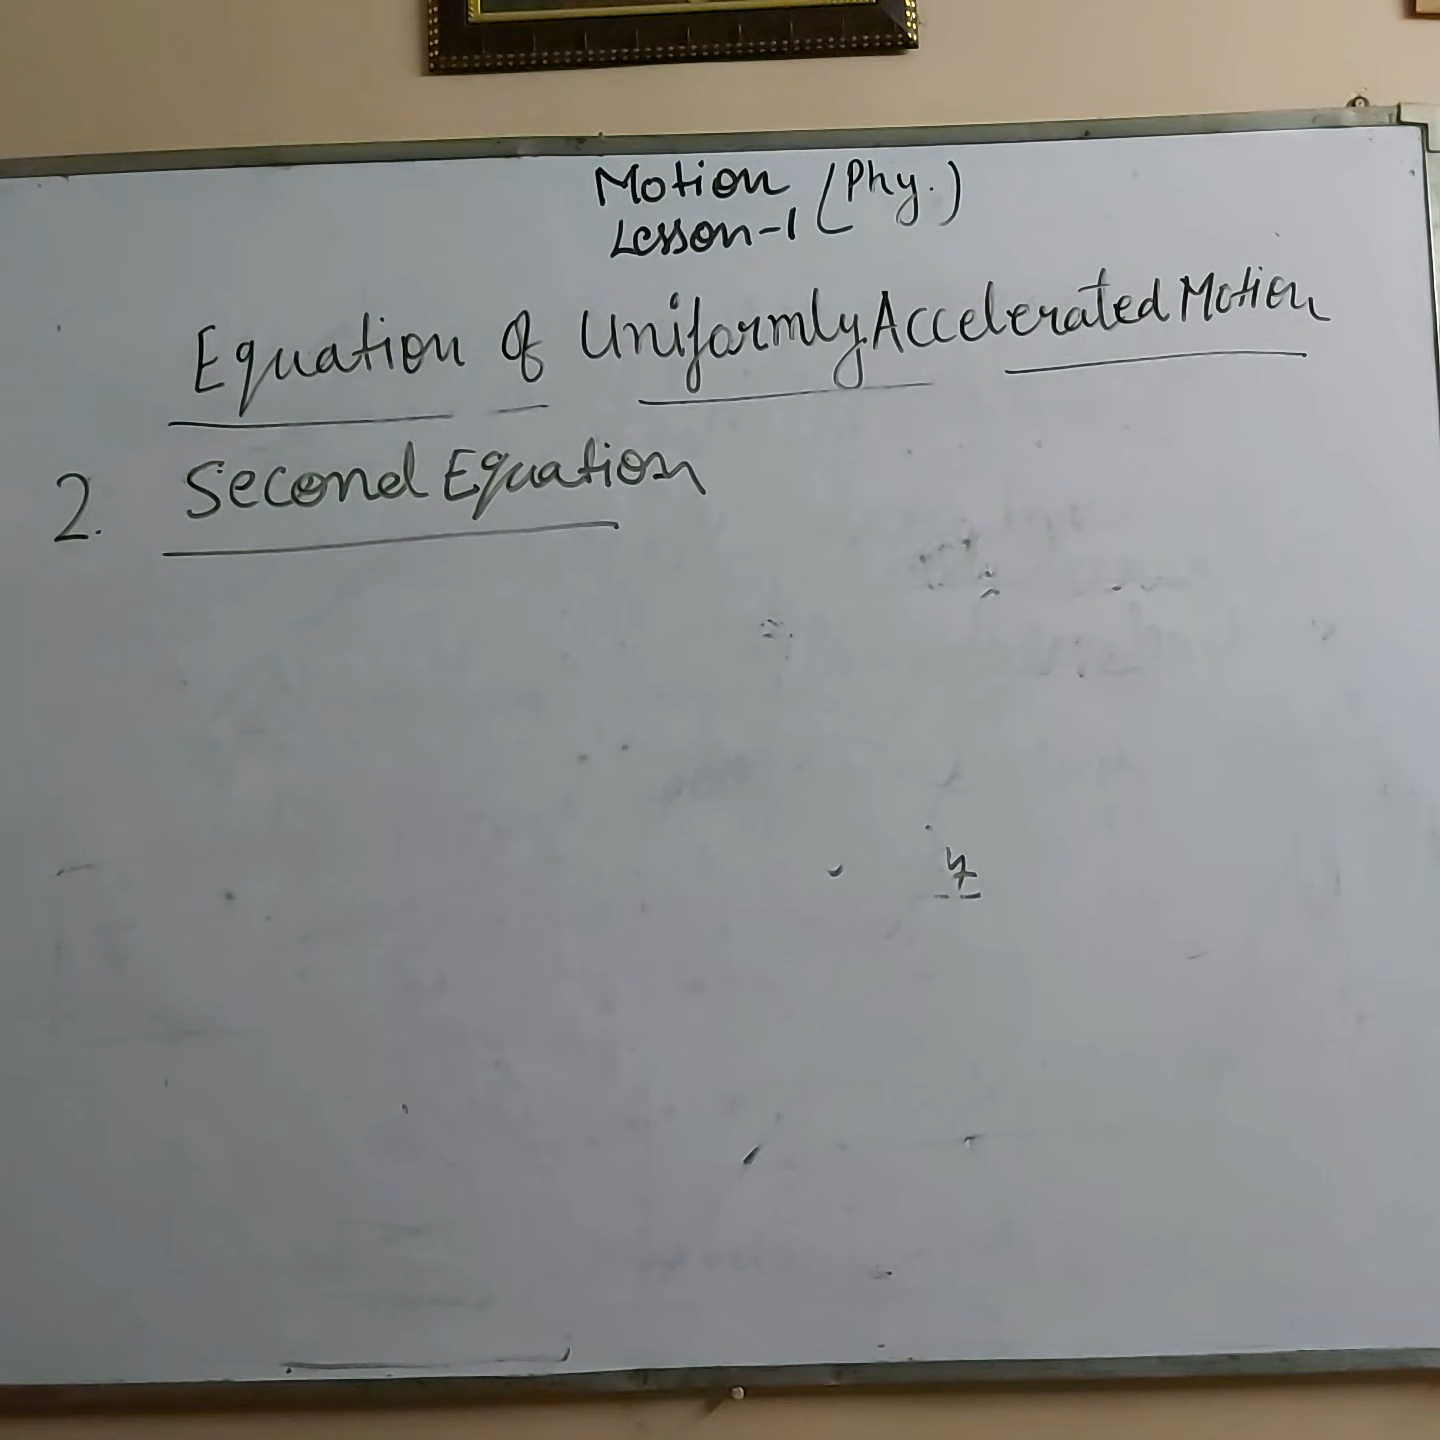 Motion (Phy.)
Lesson-1
Equation of Uniformly Accelerated Motion
2. Second Equation